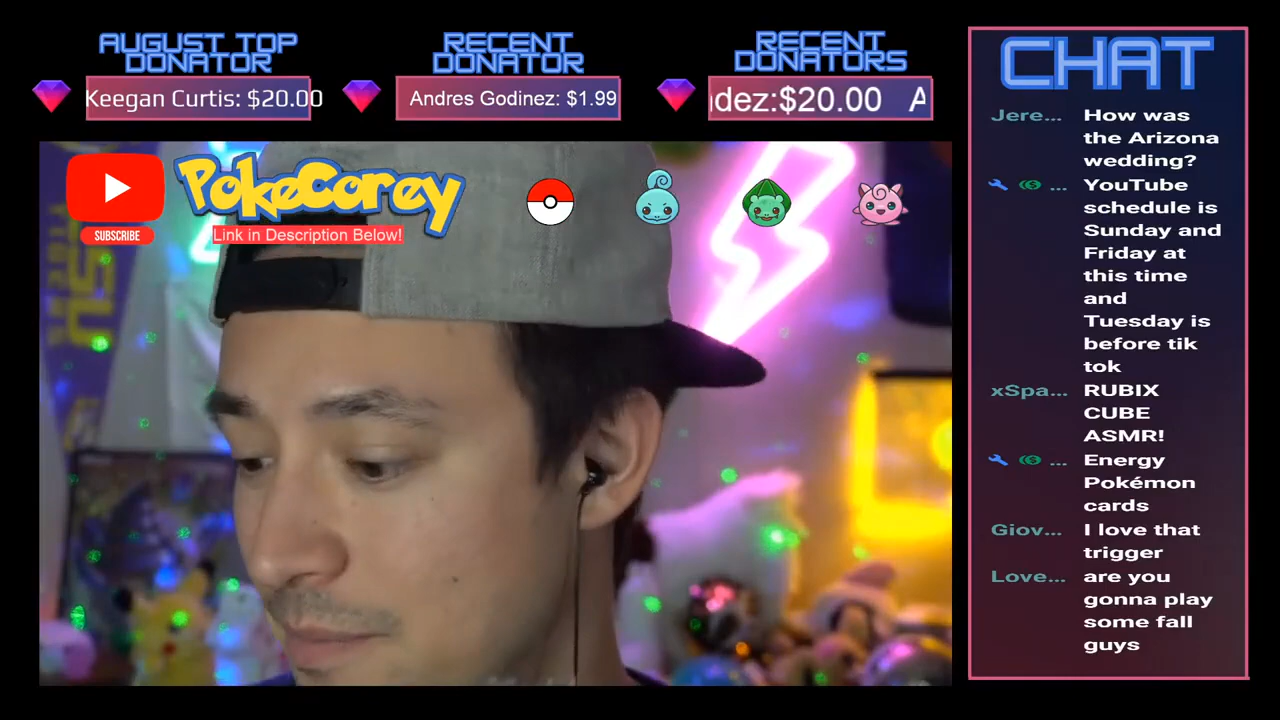 AUGUST TOP
DONATOR
Keegan Curtis: $20.00
RECENT
DONATOR
Andres Godinez: $1.99
RECENT
DONATORS
dez:$20.00 A
SUBSCRIBE
PokeCorey
Link in Description Below!
CHAT
Jere... How was
the Arizona
wedding?
... YouTube
schedule is
Sunday and
Friday at
this time
and
Tuesday is
before tik
tok
xSpa... RUBIX
CUBE
ASMR!
... Energy
Pokémon
cards
Giov... I love that
trigger
Love... are you
gonna play
some fall
guys